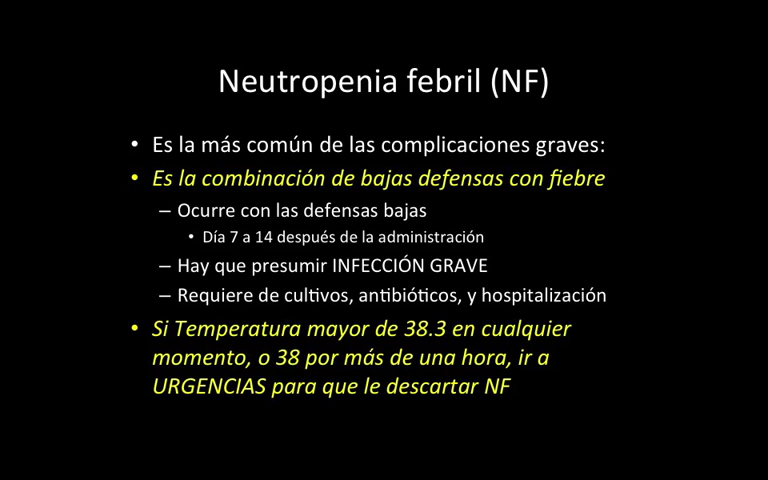 Neutropenia febril (NF)
• Es la más común de las complicaciones graves:
• Es la combinación de bajas defensas con fiebre
– Ocurre con las defensas bajas
• Día 7 a 14 después de la administración
– Hay que presumir INFECCIÓN GRAVE
– Requiere de cultivos, antibióticos, y hospitalización
• Si Temperatura mayor de 38.3 en cualquier
momento, o 38 por más de una hora, ir a
URGENCIAS para que le descartar NF